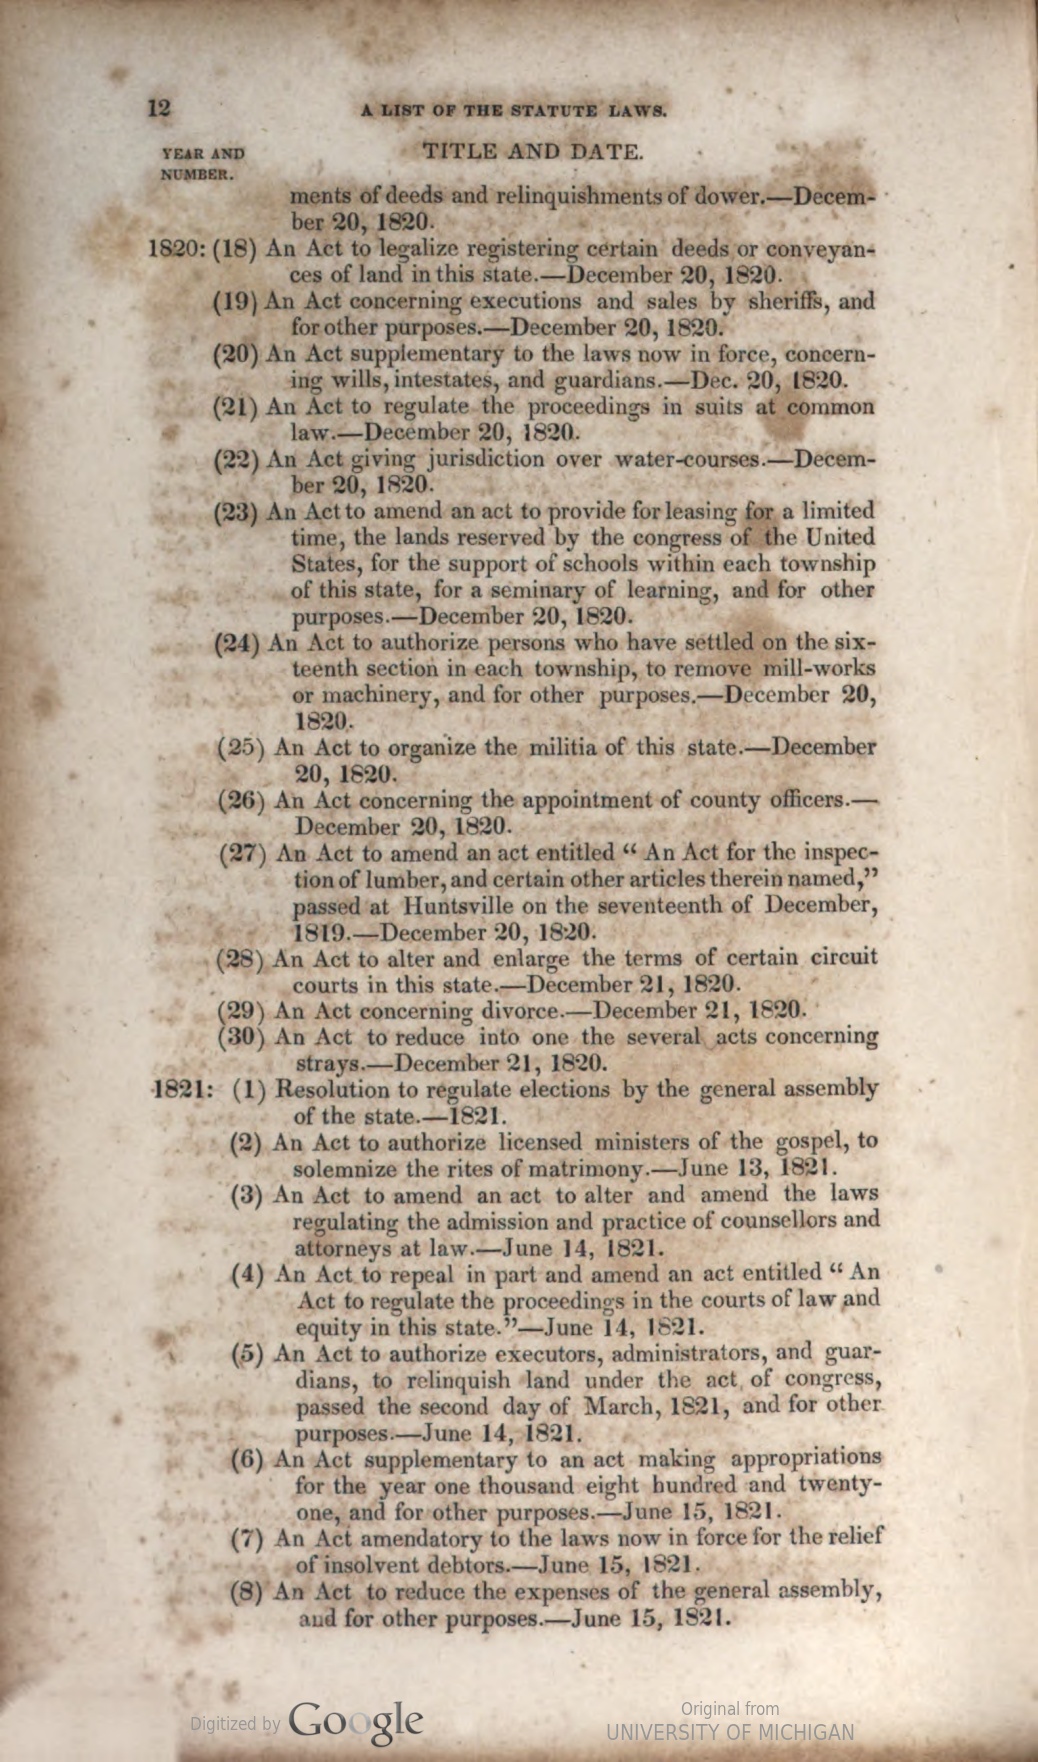 12
A LIST OF THE STATUTE LAWS.
YEAR AND
NUMBER.
TITLE AND DATE.
ments of deeds and relinquishments of dower.—Decem-
ber 20, 1820.
1820: (18) An Act to legalize registering certain deeds or conveyan-
ces of land in this state.—December 20, 1820.
(19) An Act concerning executions and sales by sheriffs, and
for other purposes.—December 20, 1820.
(20) An Act supplementary to the laws now in force, concern-
ing wills, intestates, and guardians.—Dec. 20, 1820.
(21) An Act to regulate the proceedings in suits at common
law.—December 20, 1820.
(22) An Act giving jurisdiction over water-courses.—Decem-
ber 20, 1820.
(23) An Act to amend an act to provide for leasing for a limited
time, the lands reserved by the congress of the United
States, for the support of schools within each township
of this state, for a seminary of learning, and for other
purposes.—December 20, 1820.
(24) An Act to authorize persons who have settled on the six-
teenth section in each township, to remove mill-works
or machinery, and for other purposes.—December 20,
1820.
(25) An Act to organize the militia of this state.—December
20, 1820.
(26) An Act concerning the appointment of county officers.—
December 20, 1820.
(27) An Act to amend an act entitled “ An Act for the inspec-
tion of lumber, and certain other articles therein named,”
passed at Huntsville on the seventeenth of December,
1819.—December 20, 1820.
(28) An Act to alter and enlarge the terms of certain circuit
courts in this state.—December 21, 1820.
(29) An Act concerning divorce.—December 21, 1820.
(30) An Act to reduce into one the several acts concerning
strays.—December 21, 1820.
1821: (1) Resolution to regulate elections by the general assembly
of the state.—1821.
(2) An Act to authorize licensed ministers of the gospel, to
solemnize the rites of matrimony.—June 13, 1821.
(3) An Act to amend an act to alter and amend the laws
regulating the admission and practice of counsellors and
attorneys at law.—June 14, 1821.
(4) An Act to repeal in part and amend an act entitled “ An
Act to regulate the proceedings in the courts of law and
equity in this state.”—June 14, 1821.
(5) An Act to authorize executors, administrators, and guar-
dians, to relinquish land under the act of congress,
passed the second day of March, 1821, and for other
purposes.—June 14, 1821.
(6) An Act supplementary to an act making appropriations
for the year one thousand eight hundred and twenty-
one, and for other purposes.—June 15, 1821.
(7) An Act amendatory to the laws now in force for the relief
of insolvent debtors.—June 15, 1821.
(8) An Act to reduce the expenses of the general assembly,
and for other purposes.—June 15, 1821.
Digitized by Google
Original from
UNIVERSITY OF MICHIGAN